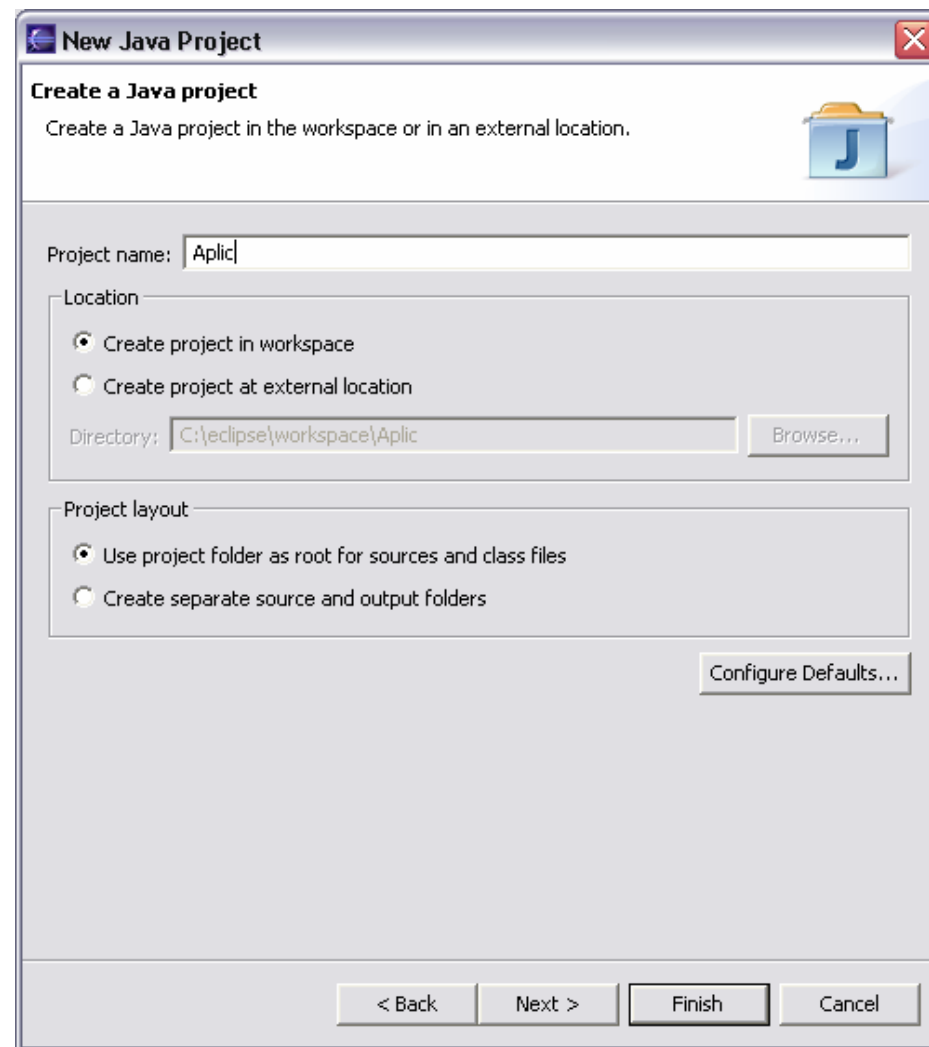 New Java Project
Create a Java project
Create a Java project in the workspace or in an external location.
J
Project name: Aplic
Location
Create project in workspace
Create project at external location
Directory: C:\eclipse\workspace\Aplic Browse...
Project layout
Use project folder as root for sources and class files
Create separate source and output folders
Configure Defaults...
< Back Next > Finish Cancel